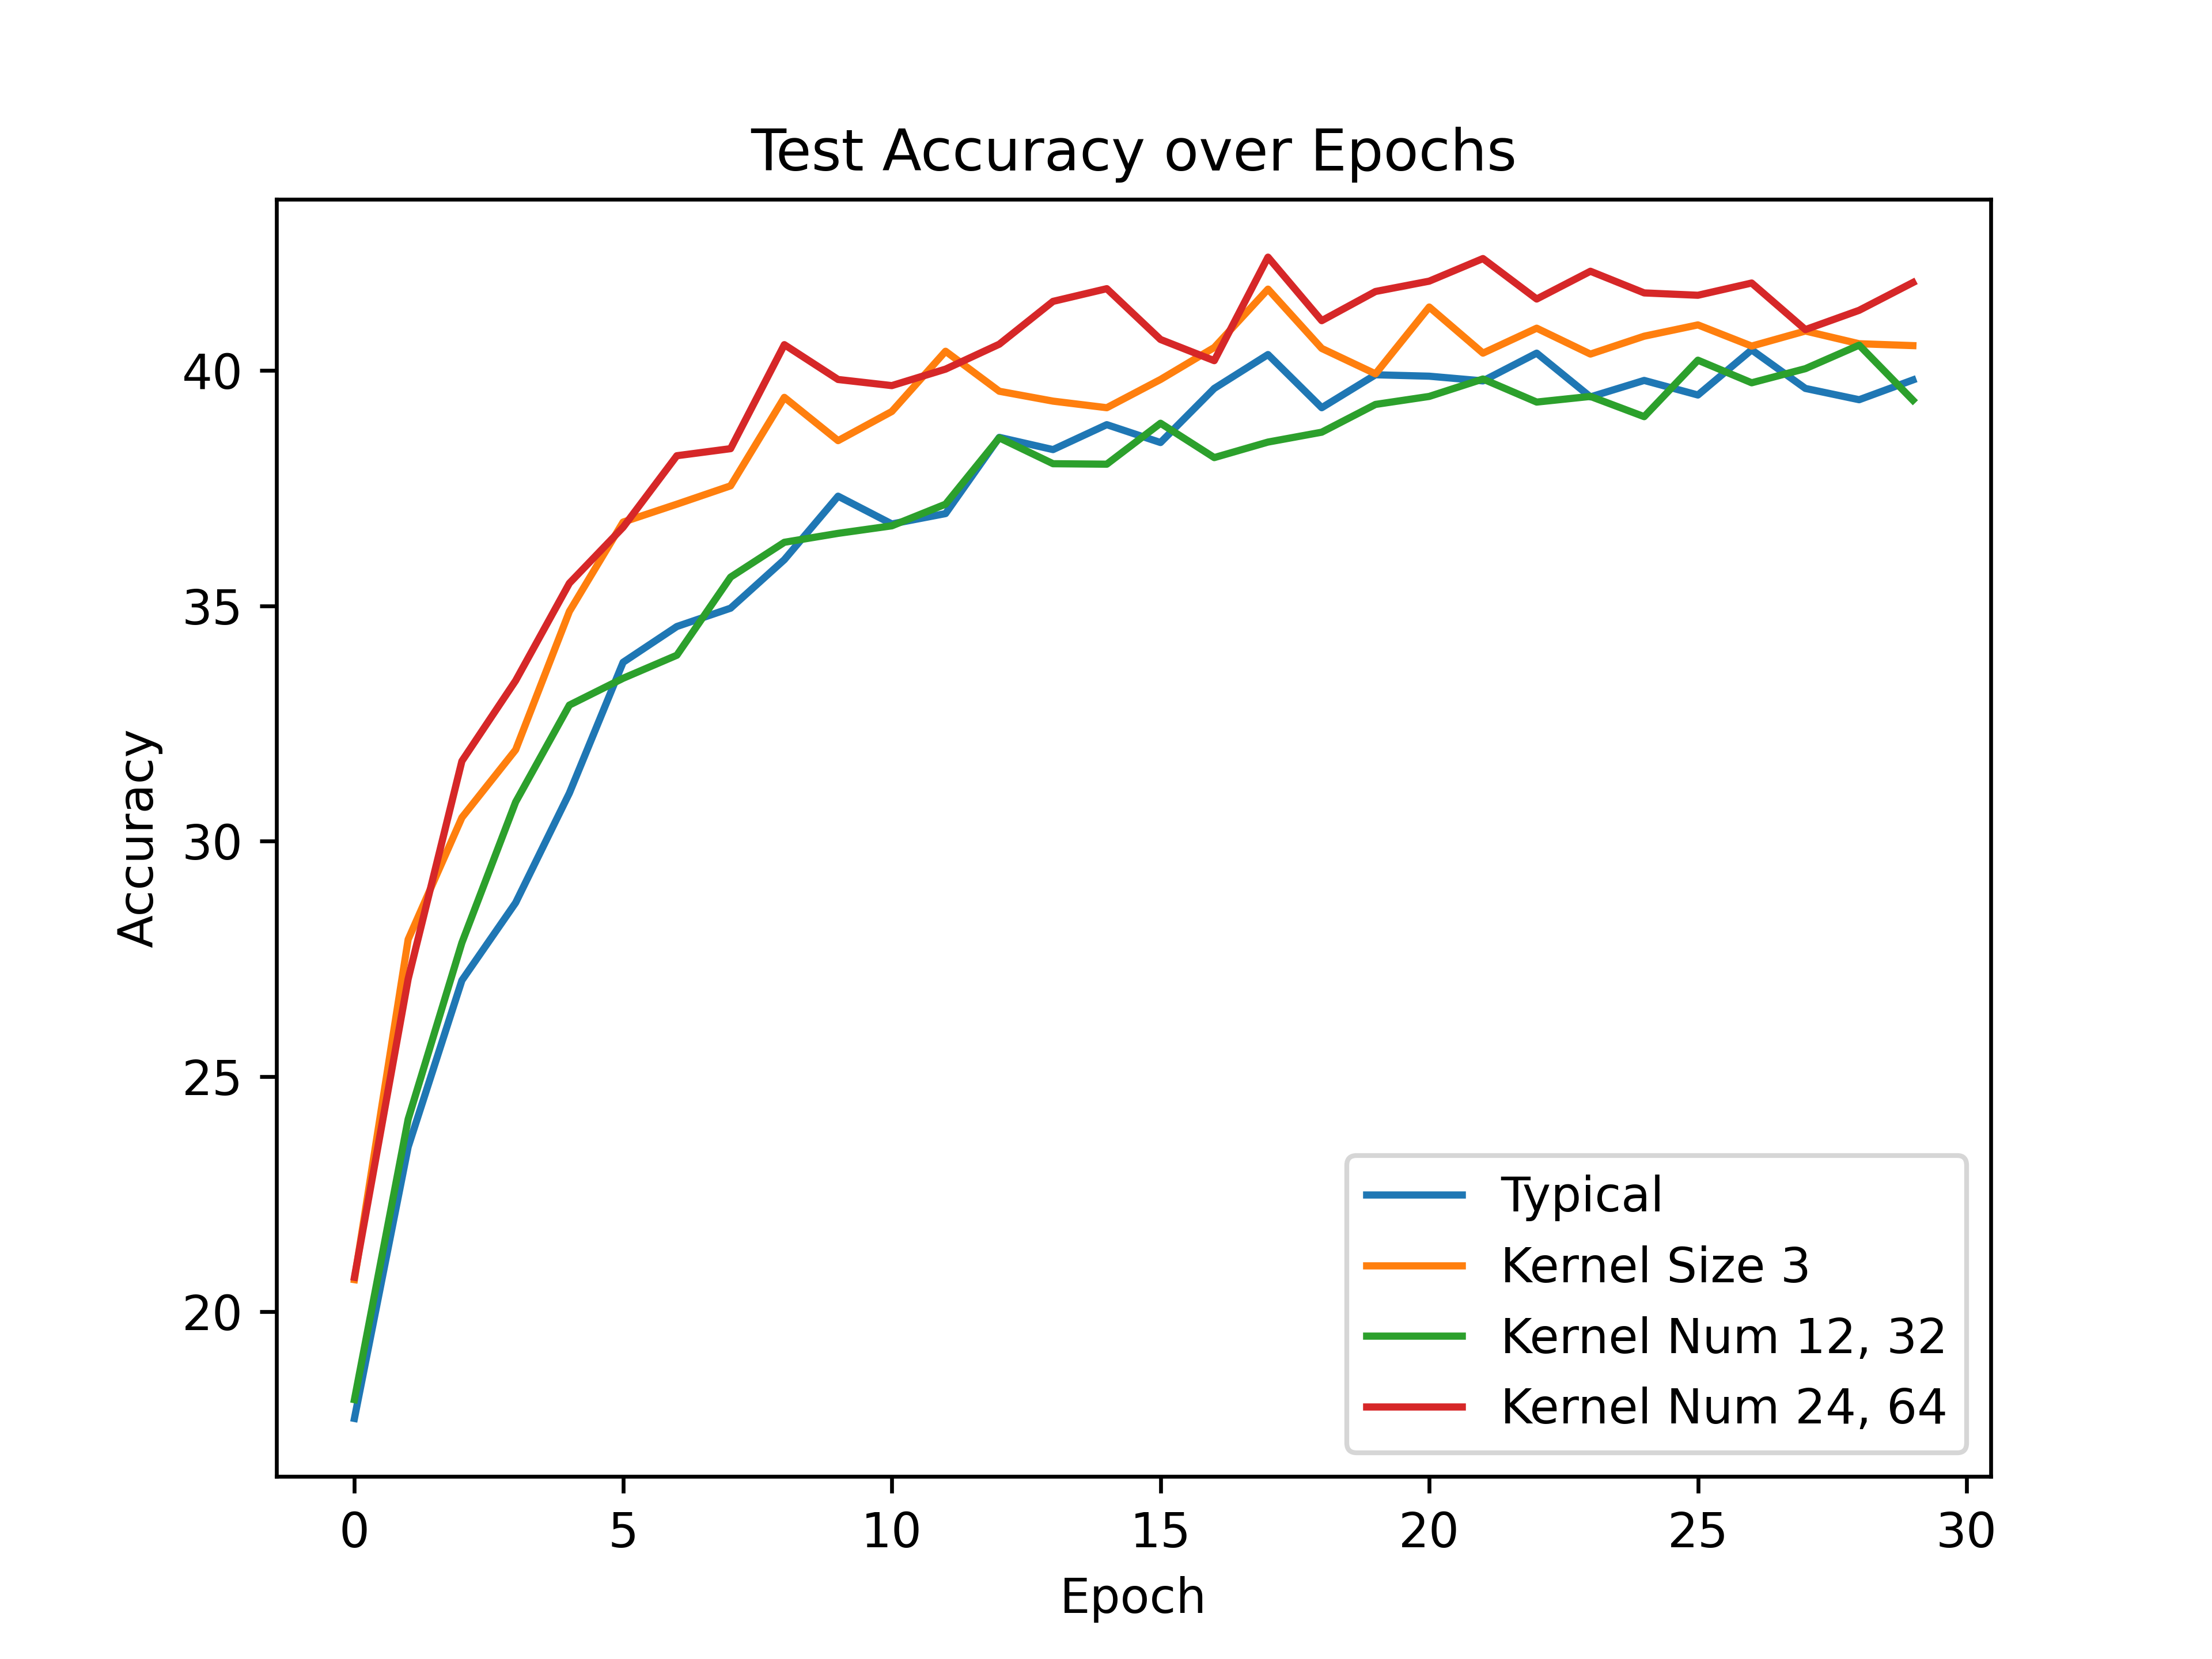 Test Accuracy over Epochs
Accuracy
40
35
30
25
20
Typical
Kernel Size 3
Kernel Num 12, 32
Kernel Num 24, 64
0 5 10 15 20 25 30
Epoch